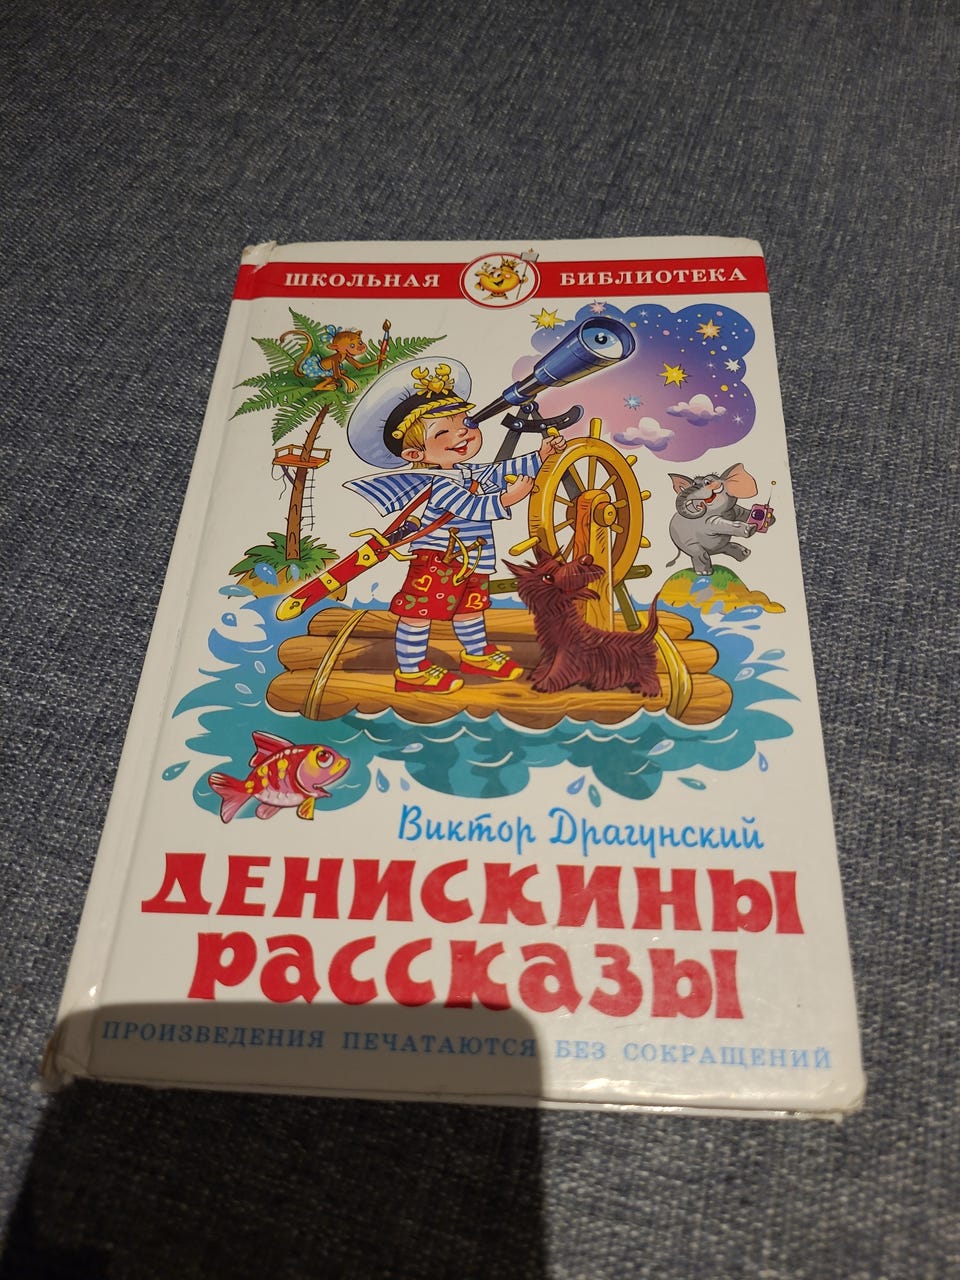 ШКОЛЬНАЯ БИБЛИОТЕКА
Виктор Драгунский
ДЕНИСКИНЫ
РАССКАЗЫ
ПРОИЗВЕДЕНИЯ ПЕЧАТАЮТСЯ БЕЗ СОКРАЩЕНИЙ